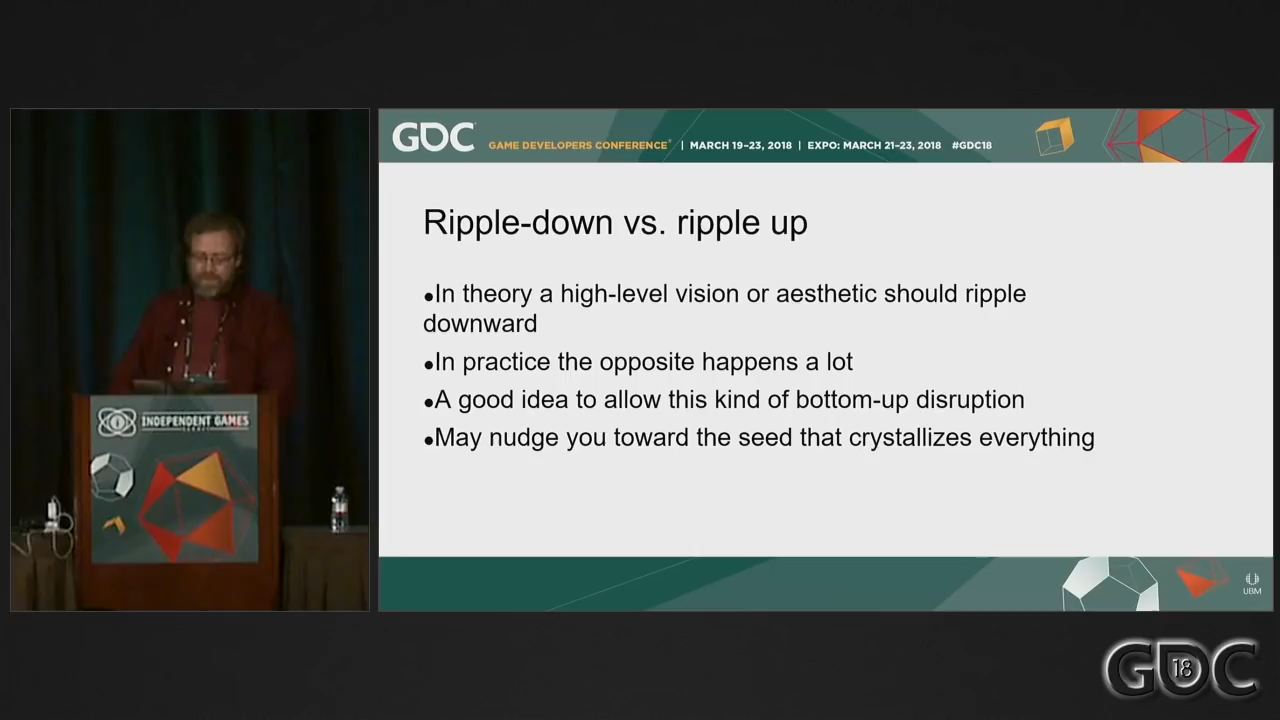 GDC
GAME DEVELOPERS CONFERENCE® | MARCH 19–23, 2018 | EXPO: MARCH 21–23, 2018 #GDC18
Ripple-down vs. ripple up
●In theory a high-level vision or aesthetic should ripple
downward
●In practice the opposite happens a lot
●A good idea to allow this kind of bottom-up disruption
●May nudge you toward the seed that crystallizes everything
INDEPENDENT GAMES
UBM
GDC
18